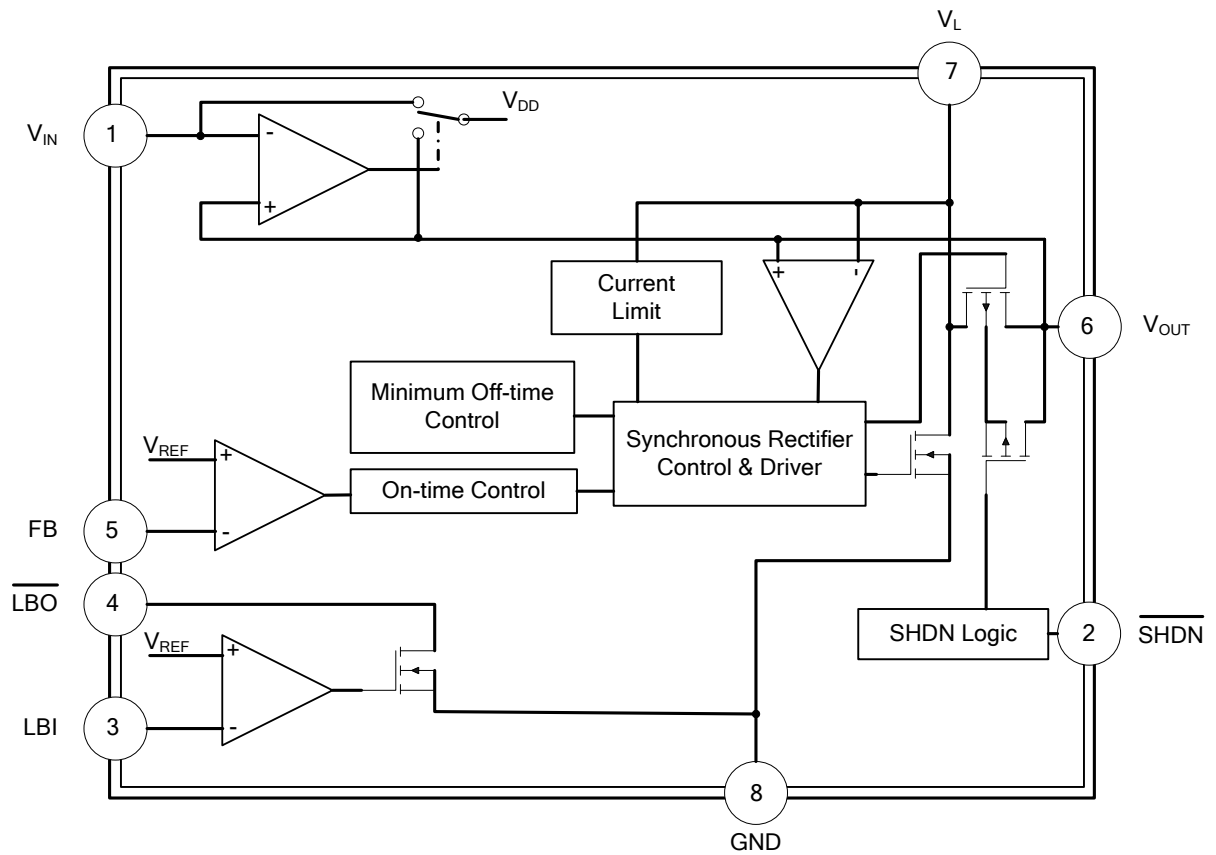 V_L
7
V_IN
1
V_DD
-
+
+
-
Current
Limit
6
V_OUT
Minimum Off-time
Control
Synchronous Rectifier
Control & Driver
V_REF
+
-
On-time Control
FB
5
LBO
4
V_REF
+
-
LBI
3
SHDN Logic
2
SHDN
8
GND